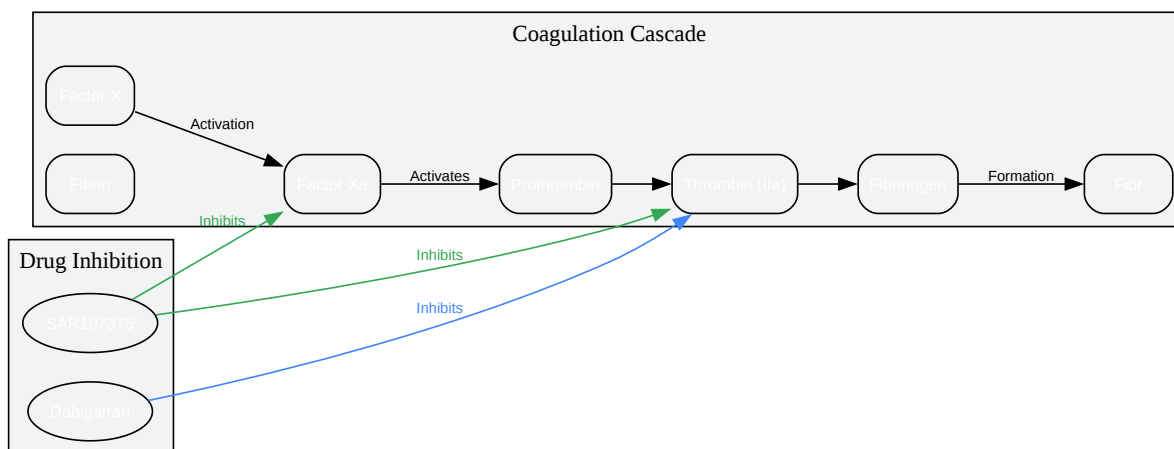 Coagulation Cascade
Factor X
Activation
Fibrin
Factor Xa
Activates
Prothrombin
Thrombin (IIa)
Fibrinogen
Formation
Fibr
Inhibits
Drug Inhibition
Inhibits
SAR107375
Inhibits
Dabigatran